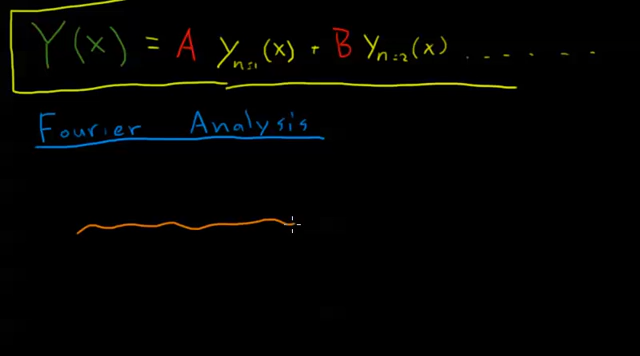 Y(x) = A y_{n=1}(x) + B y_{n=2}(x) .......
Fourier Analysis